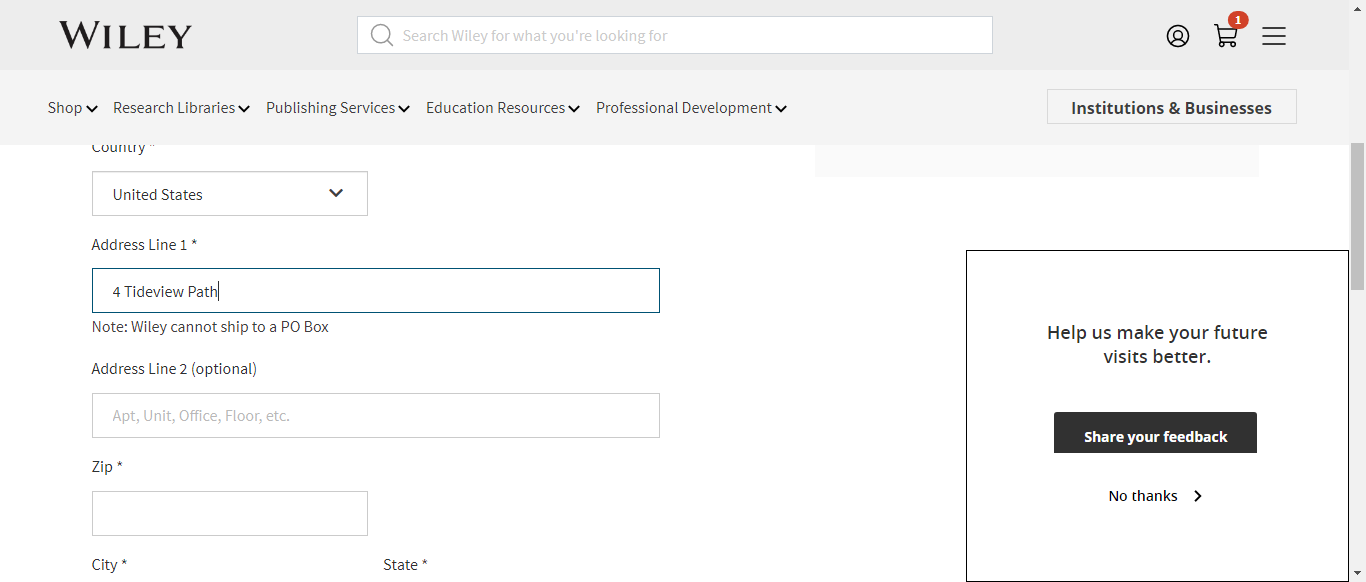 WILEY
Search Wiley for what you're looking for
1
Shop
Research Libraries
Publishing Services
Education Resources
Professional Development
Institutions & Businesses
Country *
United States
Address Line 1 *
4 Tideview Path
Note: Wiley cannot ship to a PO Box
Address Line 2 (optional)
Apt, Unit, Office, Floor, etc.
Zip *
City *
State *
Help us make your future
visits better.
Share your feedback
No thanks